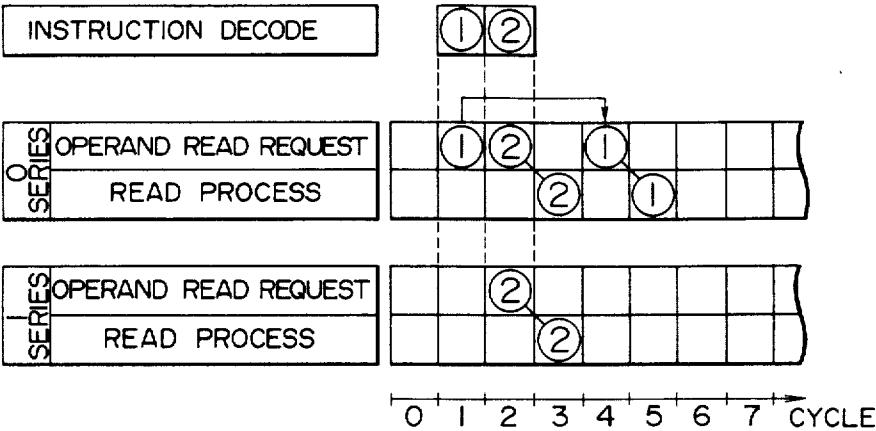 INSTRUCTION DECODE 1 2
0 SERIES
OPERAND READ REQUEST 1 2 1
READ PROCESS 2 1
1 SERIES
OPERAND READ REQUEST 2
READ PROCESS 2
0 1 2 3 4 5 6 7 CYCLE